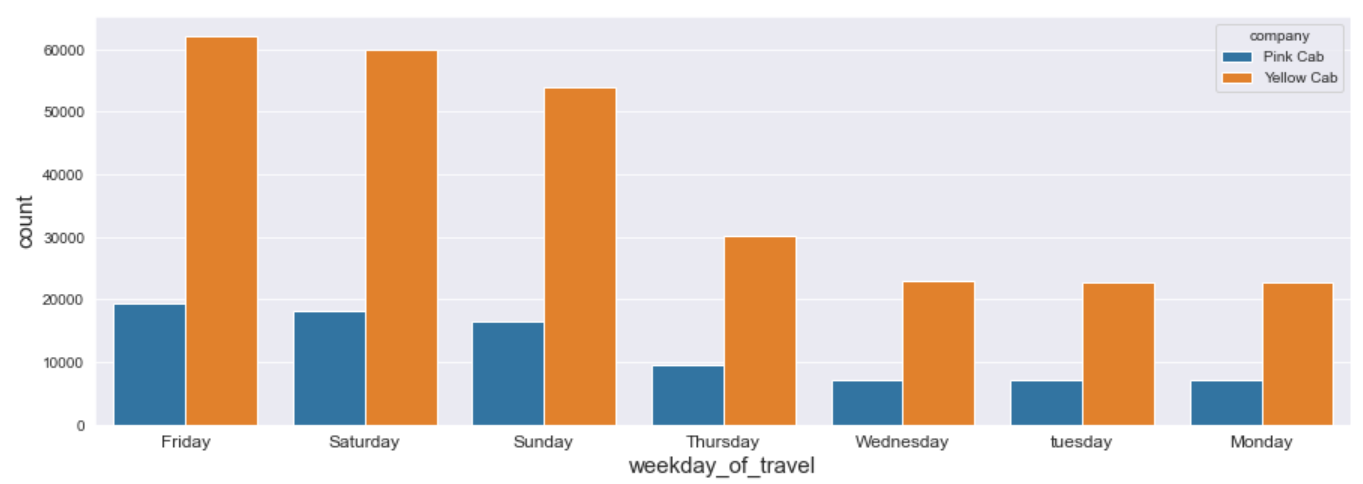 company
Pink Cab
Yellow Cab
60000
50000
40000
30000
20000
10000
0
count
Friday Saturday Sunday Thursday Wednesday tuesday Monday
weekday_of_travel